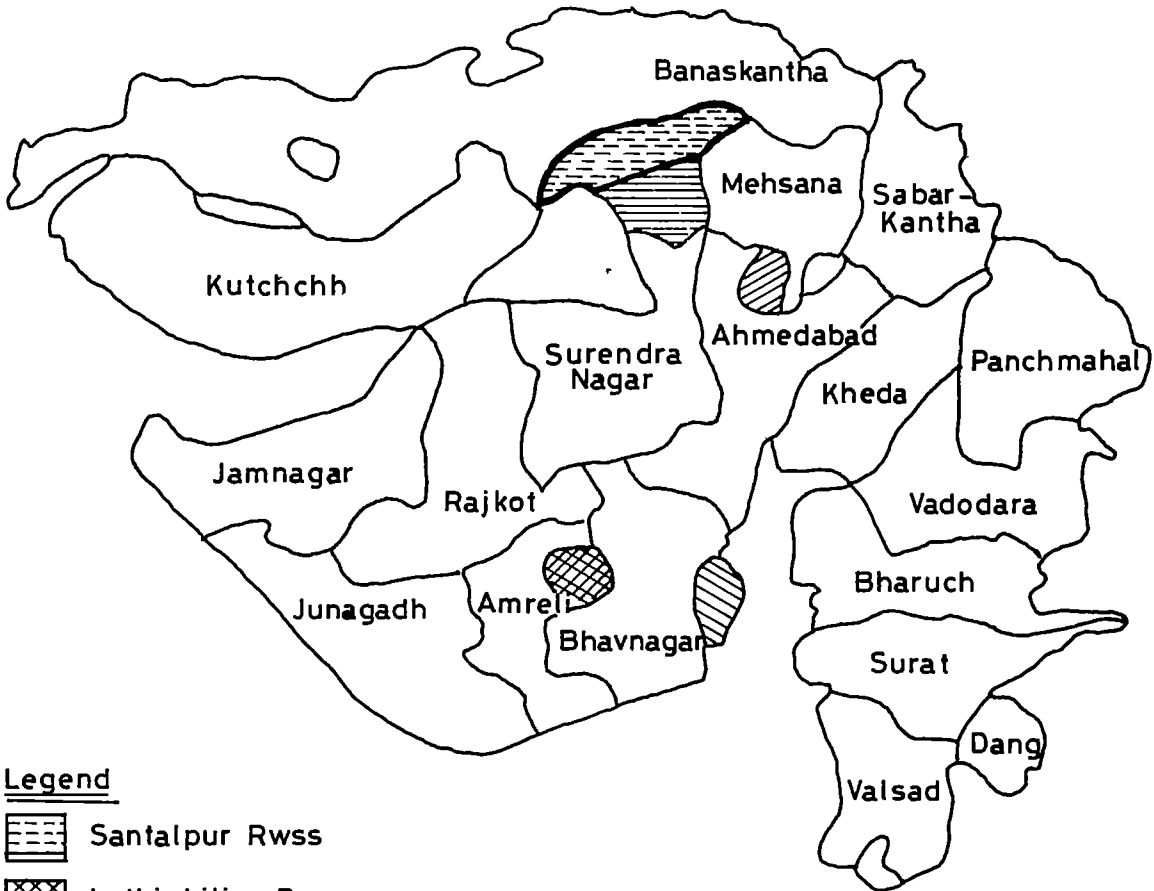 Banaskantha
Mehsana
Sabar-
Kantha
Kutchchh
Ahmedabad
Surendra
Nagar
Panchmahal
Kheda
Jamnagar
Rajkot
Vadodara
Bharuch
Junagadh
Amreli
Bhavnagar
Surat
Dang
Valsad
Legend
Santalpur Rwss